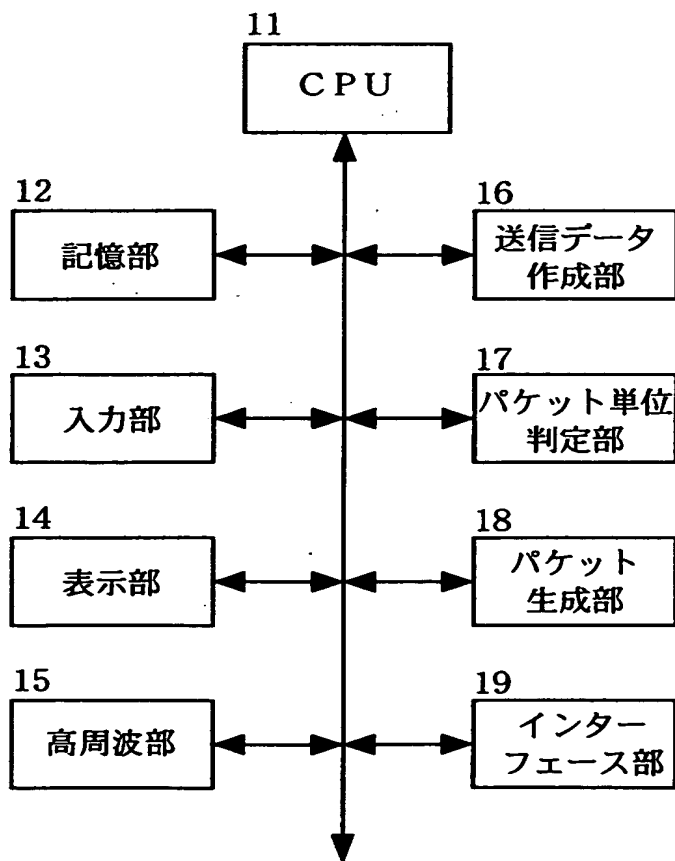 11
CPU
12
記憶部
16
送信データ
作成部
13
入力部
17
パケット単位
判定部
14
表示部
18
パケット
生成部
15
高周波部
19
インター
フェース部